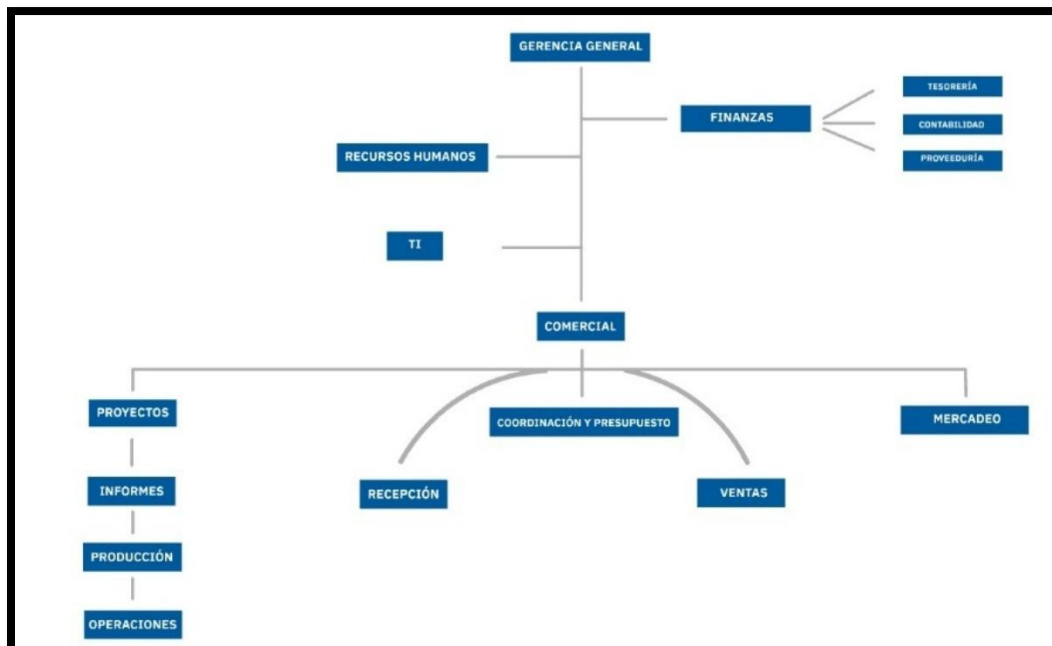 GERENCIA GENERAL
TESORERÍA
FINANZAS
CONTABILIDAD
PROVEEDURÍA
RECURSOS HUMANOS
TI
COMERCIAL
PROYECTOS
COORDINACIÓN Y PRESUPUESTO
MERCADEO
INFORMES
RECEPCIÓN
VENTAS
PRODUCCIÓN
OPERACIONES